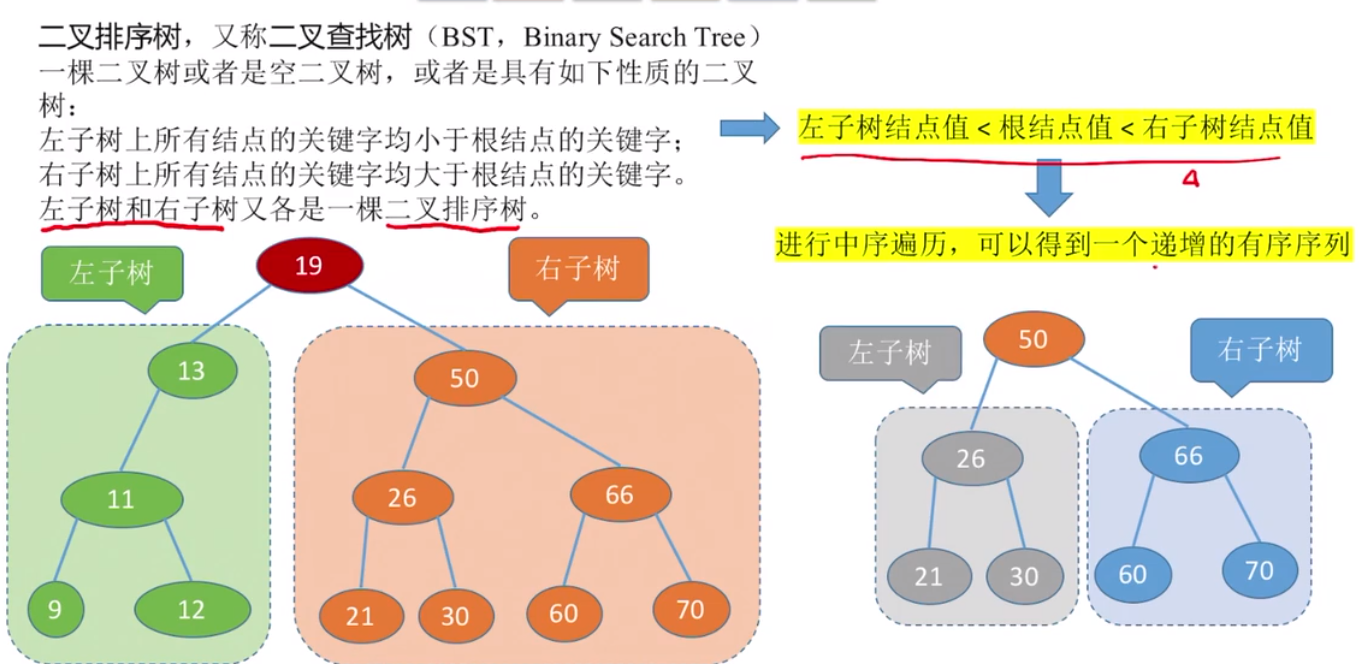 二叉排序树，又称二叉查找树（BST，Binary Search Tree）
一棵二叉树或者是空二叉树，或者是具有如下性质的二叉
树：
左子树上所有结点的关键字均小于根结点的关键字；
右子树上所有结点的关键字均大于根结点的关键字。
左子树和右子树又各是一棵二叉排序树。
左子树结点值 < 根结点值 < 右子树结点值
进行中序遍历，可以得到一个递增的有序序列
左子树
19
右子树
13
50
11
26
66
9
12
21
30
60
70
左子树
50
右子树
26
66
21
30
60
70